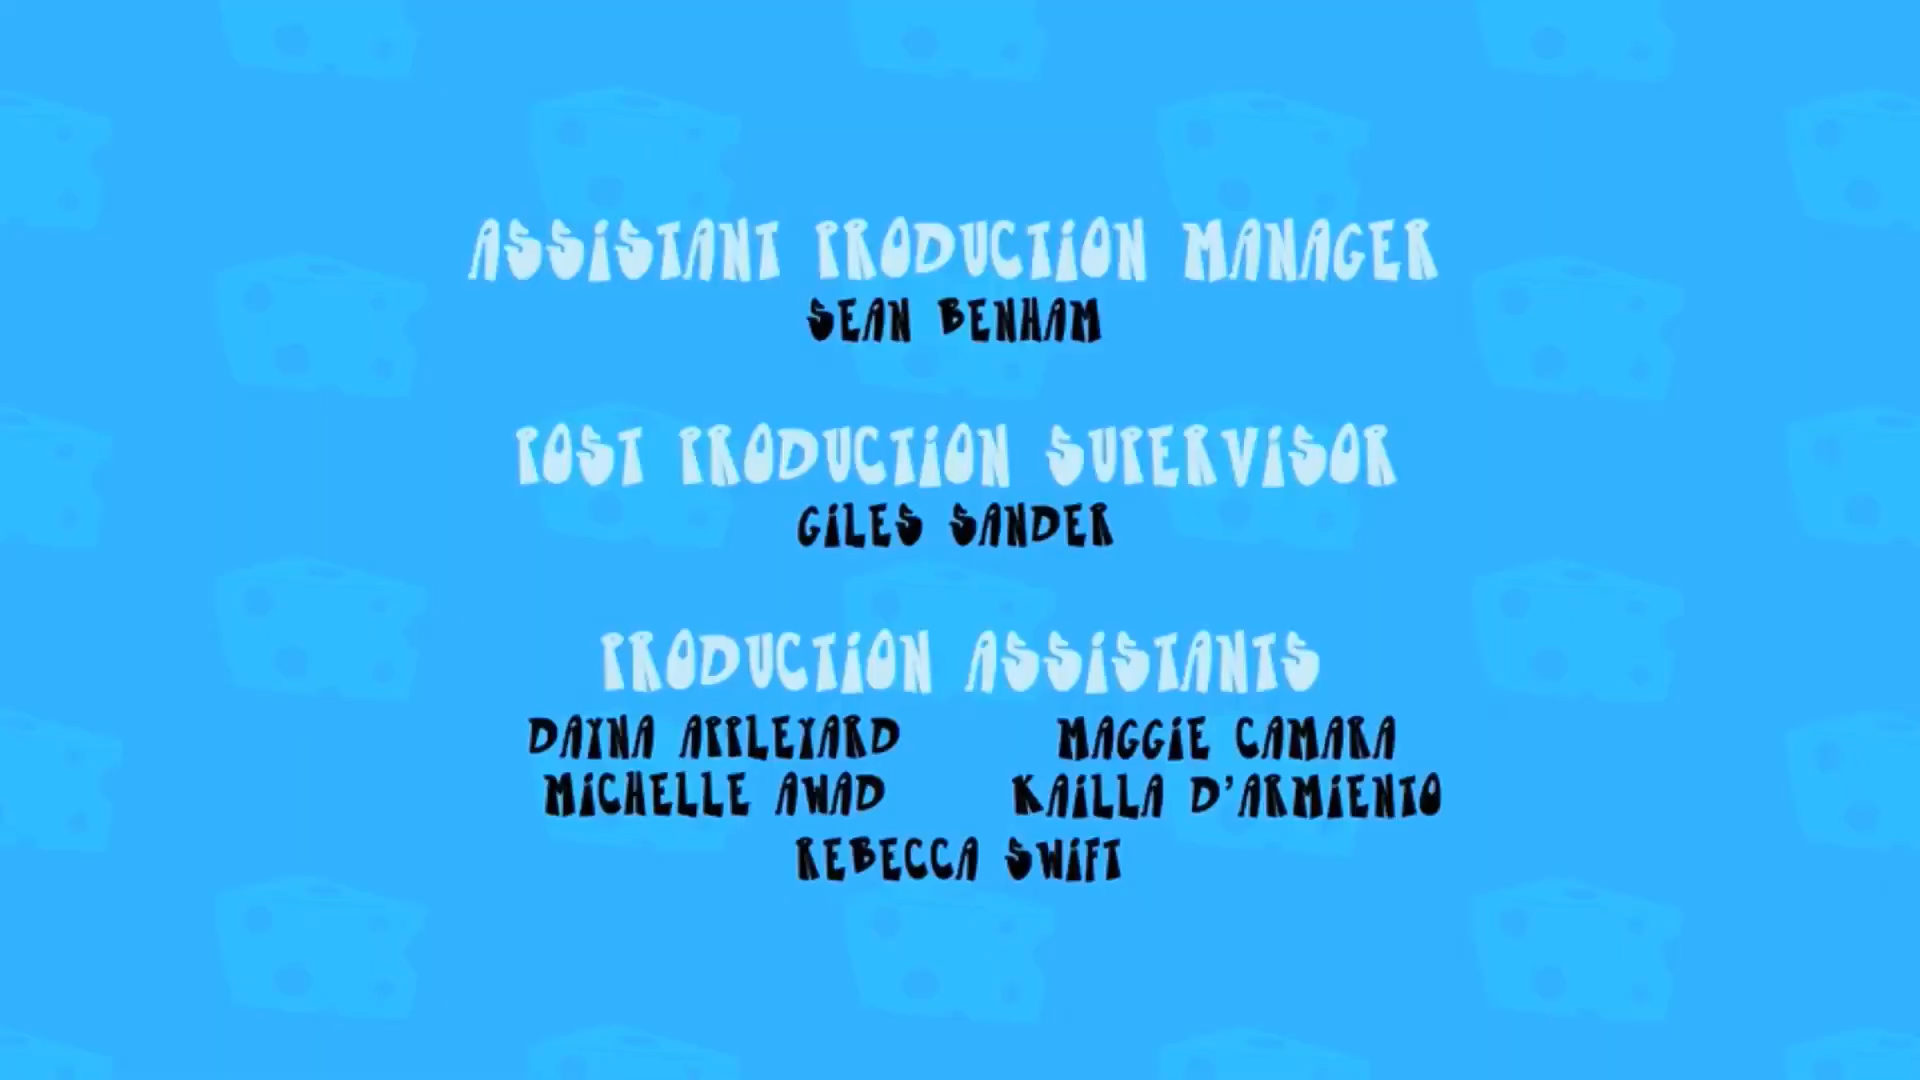 ASSiSTANT PRODUCTiON MANAGER
SEAN BENHAM
POST PRODUCTiON SUPERViSOR
GiLES SANDER
PRODUCTiON ASSiSTANTS
DAYNA APPLEYARD MAGGiE CAMARA
MiCHELLE AWAD KAiLLA D'ARMiENTO
REBECCA SWiFT